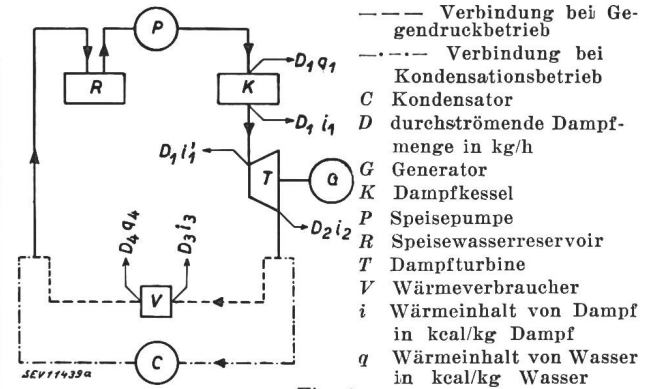 P
R
D₁ q₁
K
D₁ i₁
D₁ i₁'
T
G
D₂ i₂
D₄ q₄
D₃ i₃
V
C
SEV11439a
——— Verbindung bei Ge-
gendruckbetrieb
—·—·— Verbindung bei
Kondensationsbetrieb
C Kondensator
D durchströmende Dampf-
menge in kg/h
G Generator
K Dampfkessel
P Speisepumpe
R Speisewasserreservoir
T Dampfturbine
V Wärmeverbraucher
i Wärmeinhalt von Dampf
in kcal/kg Dampf
q Wärmeinhalt von Wasser
in kcal/kg Wasser